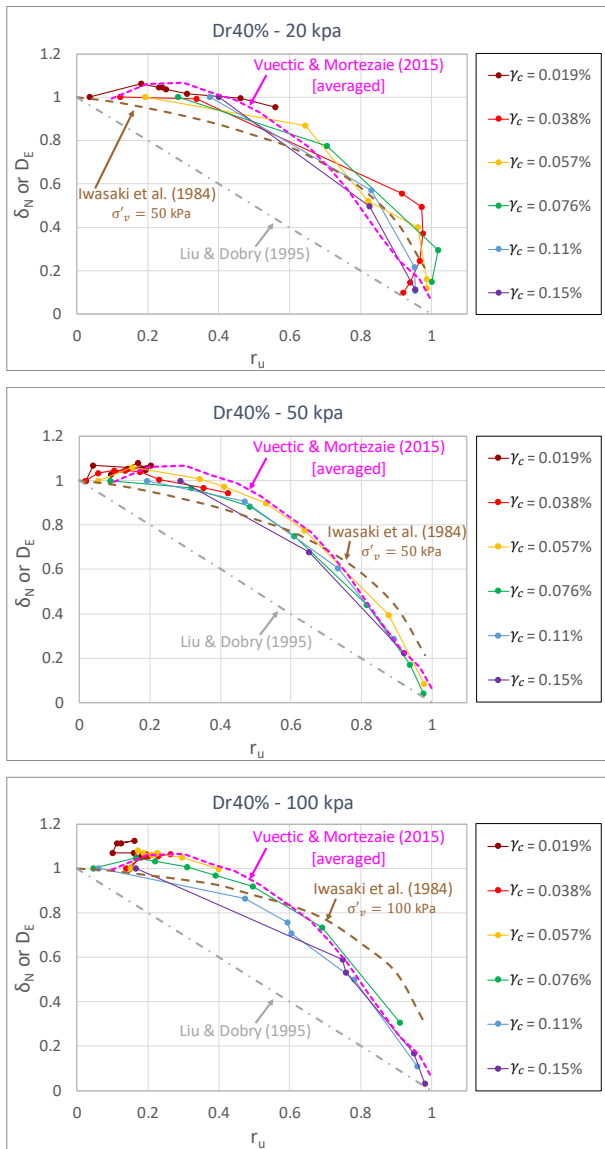 Dr40% - 20 kpa
1.2
1
0.8
0.6
0.4
0.2
0
δN or DE
0
0.2
0.4
0.6
0.8
1
ru
Vuectic & Mortezaie (2015)
[averaged]
Iwasaki et al. (1984)
σ'v = 50 kPa
Liu & Dobry (1995)
γc = 0.019%
γc = 0.038%
γc = 0.057%
γc = 0.076%
γc = 0.11%
γc = 0.15%
Dr40% - 50 kpa
1.2
1
0.8
0.6
0.4
0.2
0
δN or DE
0
0.2
0.4
0.6
0.8
1
ru
Vuectic & Mortezaie (2015)
[averaged]
Iwasaki et al. (1984)
σ'v = 50 kPa
Liu & Dobry (1995)
γc = 0.019%
γc = 0.038%
γc = 0.057%
γc = 0.076%
γc = 0.11%
γc = 0.15%
Dr40% - 100 kpa
1.2
1
0.8
0.6
0.4
0.2
0
δN or DE
0
0.2
0.4
0.6
0.8
1
ru
Vuectic & Mortezaie (2015)
[averaged]
Iwasaki et al. (1984)
σ'v = 100 kPa
Liu & Dobry (1995)
γc = 0.019%
γc = 0.038%
γc = 0.057%
γc = 0.076%
γc = 0.11%
γc = 0.15%